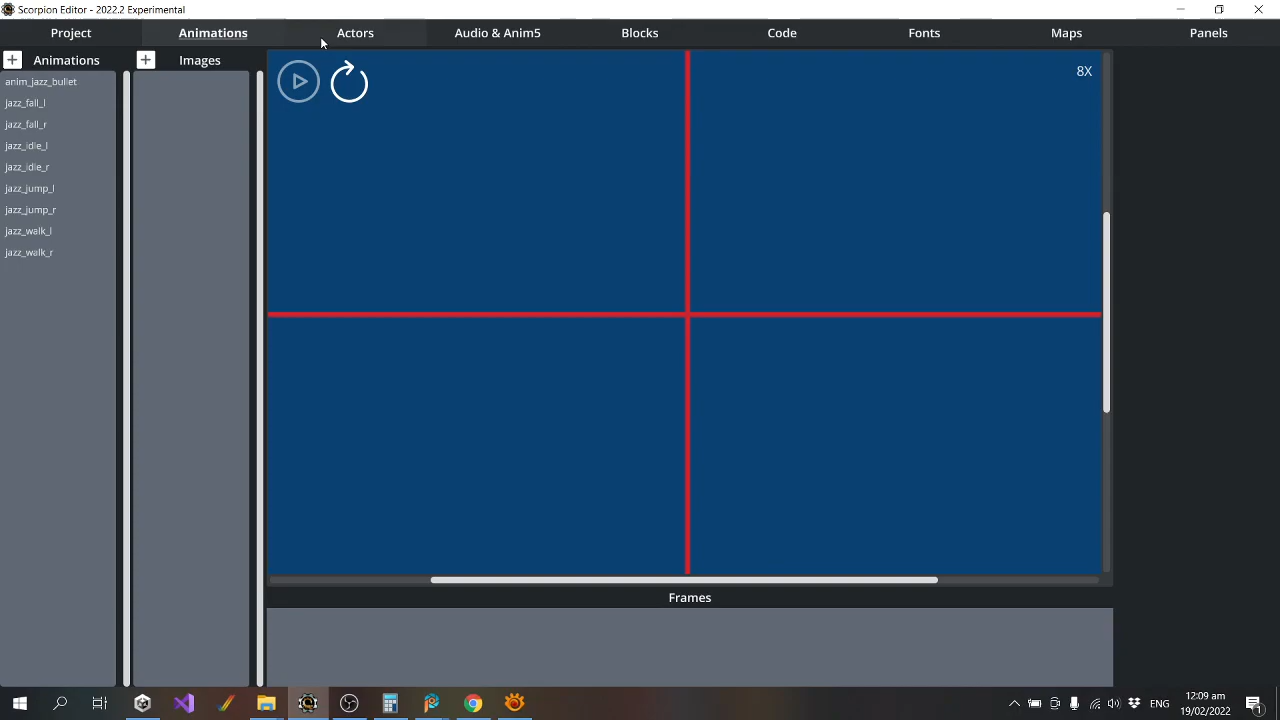 Scorpion Editor - 2022.2 Experimental
Project Animations Actors Audio & Anim5 Blocks Code Fonts Maps Panels
+ Animations + Images
8X
anim_jazz_bullet
jazz_fall_l
jazz_fall_r
jazz_idle_l
jazz_idle_r
jazz_jump_l
jazz_jump_r
jazz_walk_l
jazz_walk_r
Frames
ENG
12:09 am
19/02/2022
1